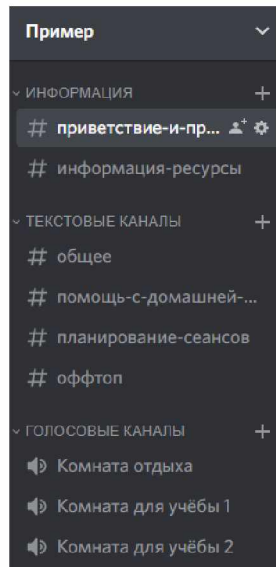 Пример
ИНФОРМАЦИЯ
приветствие-и-пр...
информация-ресурсы
ТЕКСТОВЫЕ КАНАЛЫ
общее
помощь-с-домашней-...
планирование-сеансов
оффтоп
ГОЛОСОВЫЕ КАНАЛЫ
Комната отдыха
Комната для учёбы 1
Комната для учёбы 2